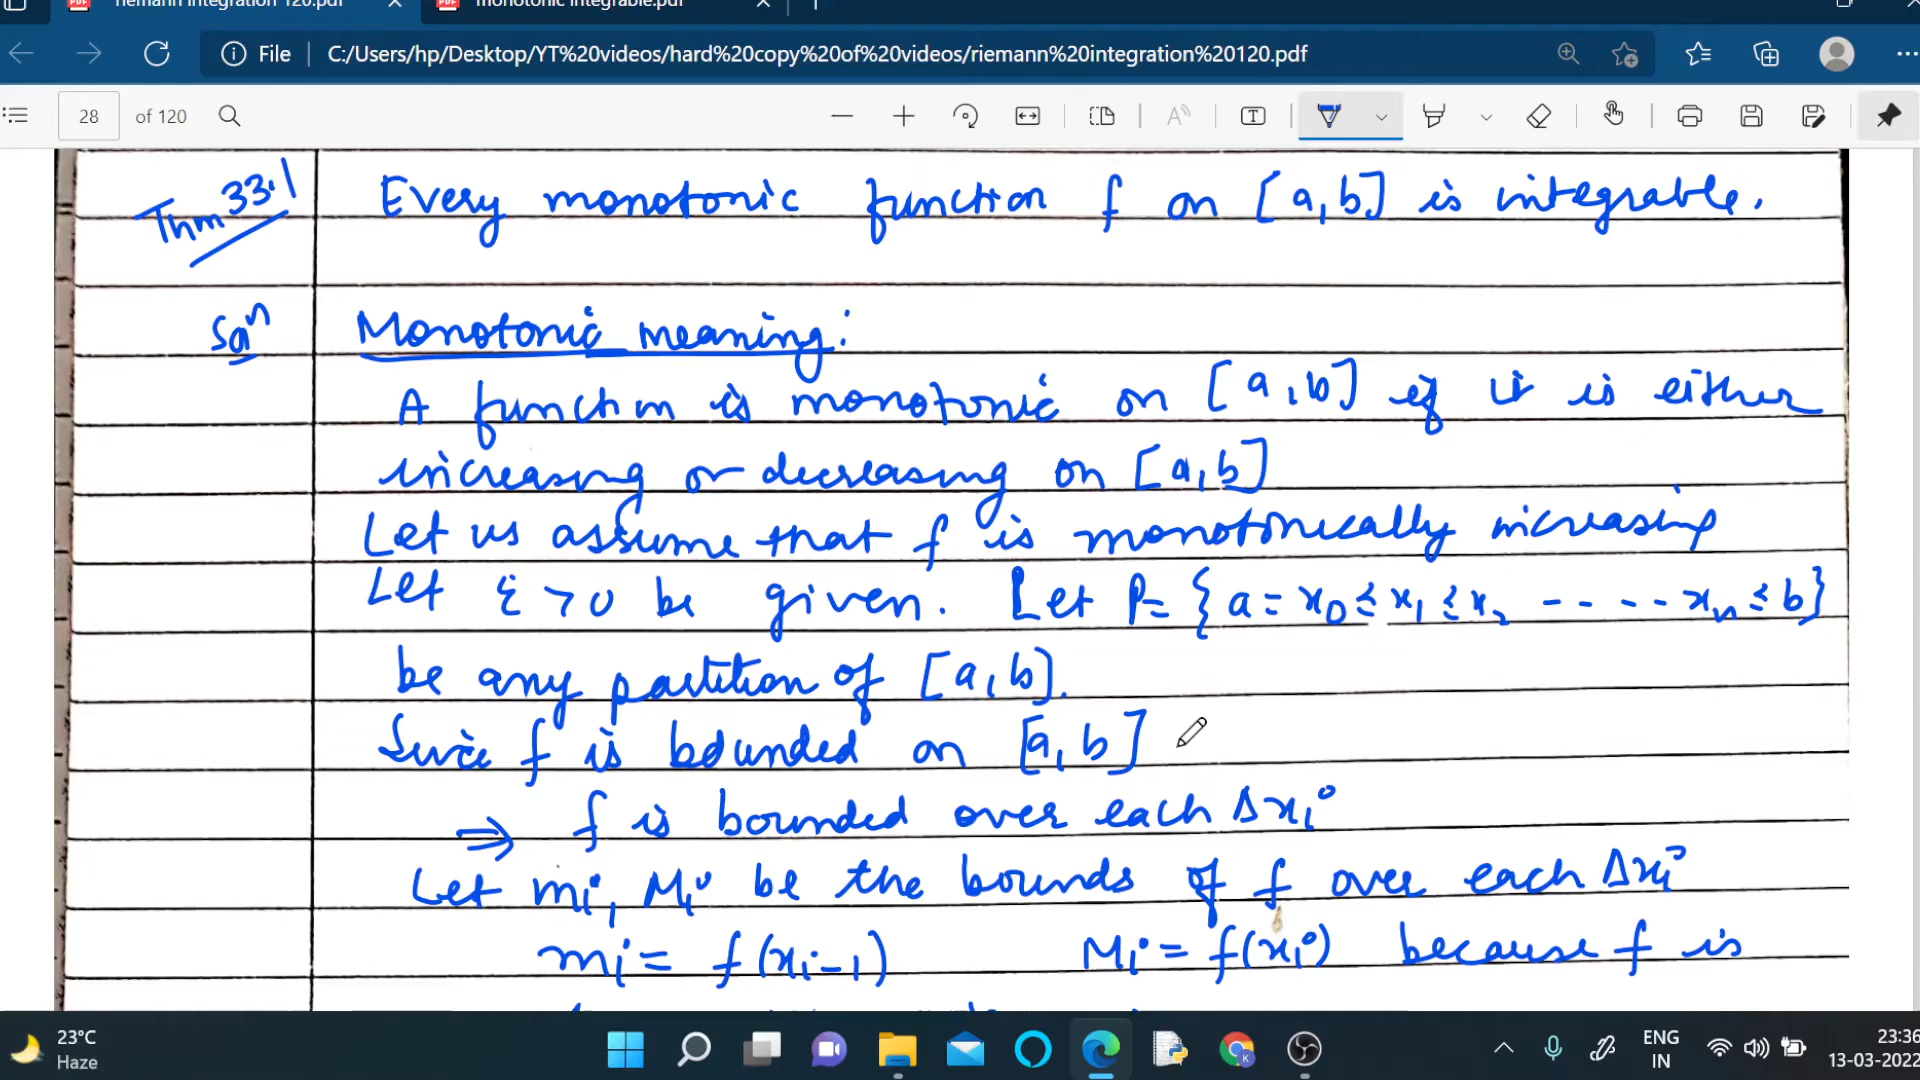 riemann integration 120.pdf
monotonic integrable.pdf
File
C:/Users/hp/Desktop/YT%20videos/hard%20copy%20of%20videos/riemann%20integration%20120.pdf
28 of 120
Thm 33.1 Every monotonic function f on [a,b] is integrable.
Solⁿ Monotonic meaning:
A function is monotonic on [a,b] if it is either
increasing or decreasing on [a,b]
Let us assume that f is monotonically increasing
Let ε > 0 be given. Let P = { a = x₀ ≤ x₁ ≤ x₂ ----- xₙ ≤ b}
be any partition of [a,b].
Since f is bounded on [a,b]
⇒ f is bounded over each Δxᵢ
Let mᵢ, Mᵢ be the bounds of f over each Δxᵢ
mᵢ = f(xᵢ₋₁) Mᵢ = f(xᵢ) because f is
23°C
Haze
ENG
IN
23:36
13-03-2022